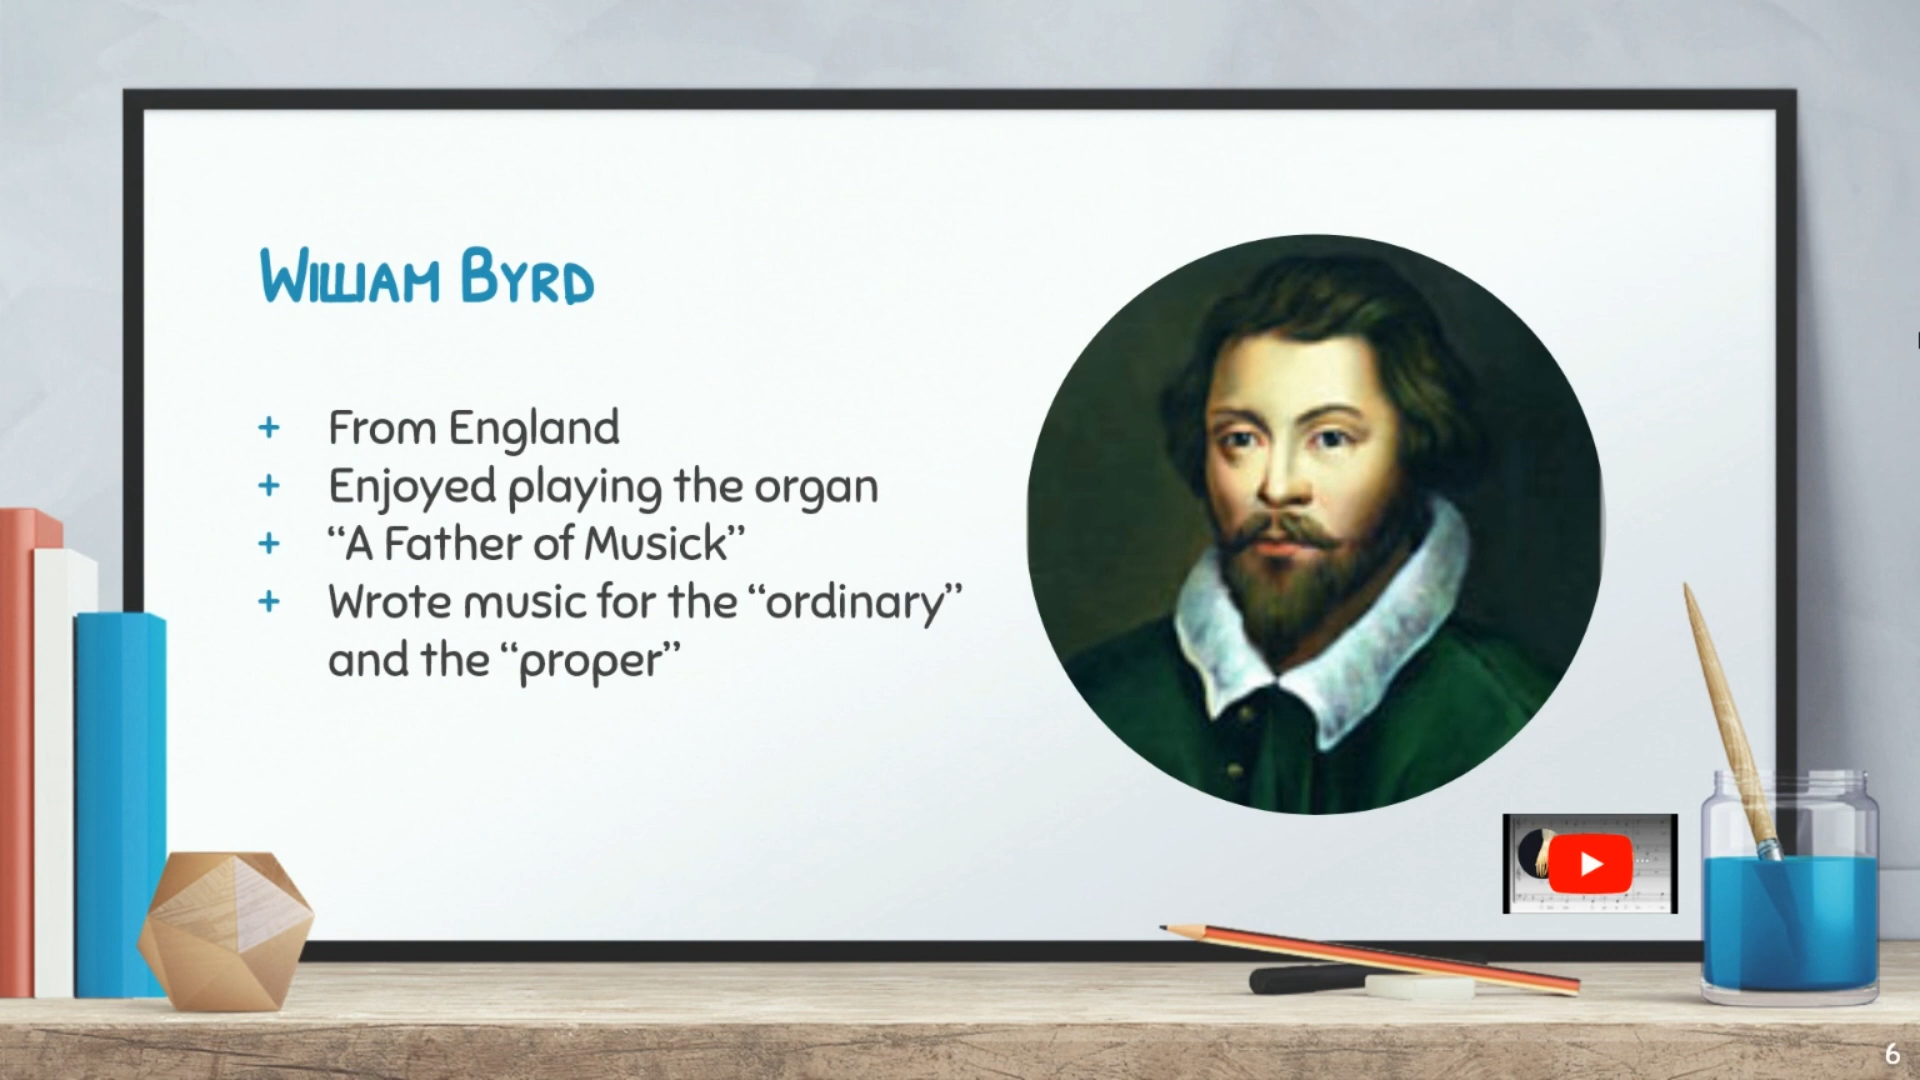 William Byrd
+ From England
+ Enjoyed playing the organ
+ “A Father of Musick”
+ Wrote music for the “ordinary”
and the “proper”
6